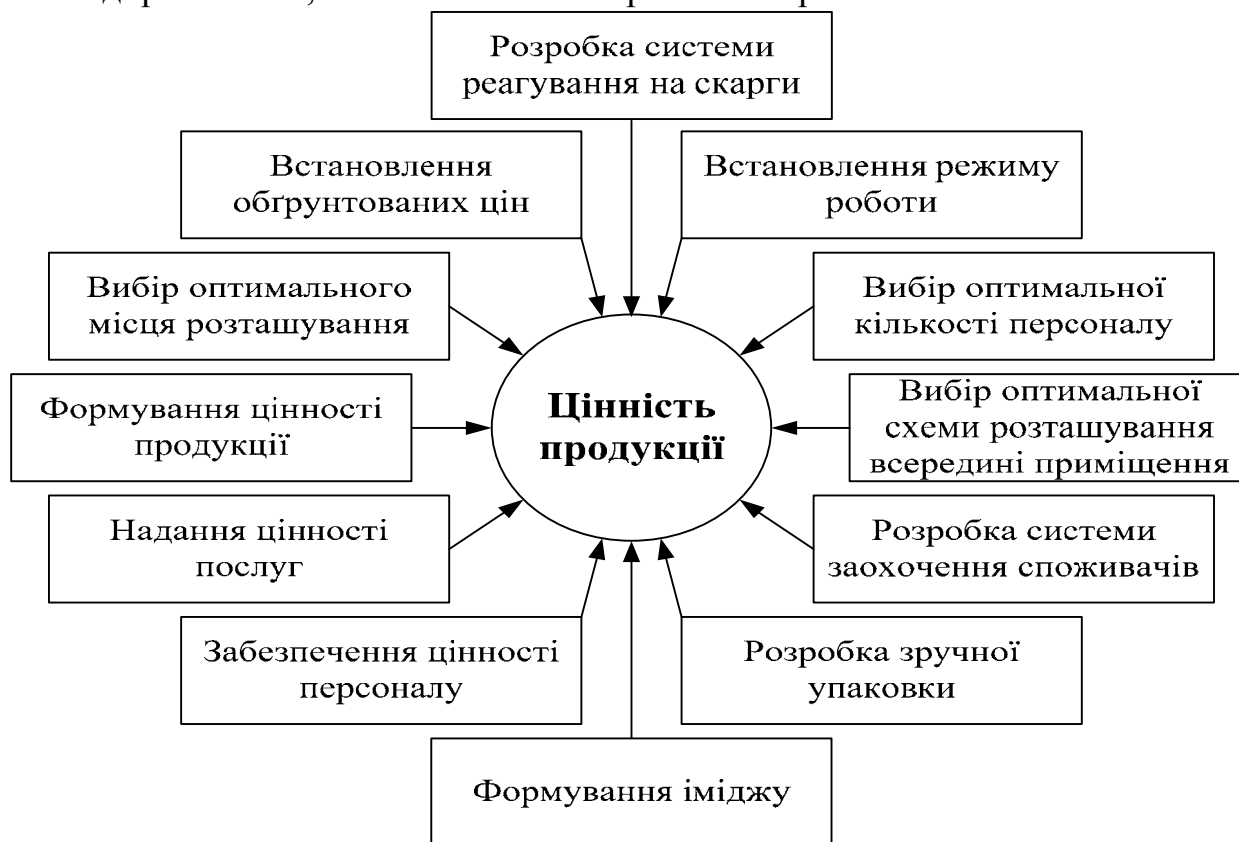 Розробка системи
реагування на скарги
Встановлення
обґрунтованих цін
Встановлення режиму
роботи
Вибір оптимального
місця розташування
Вибір оптимальної
кількості персоналу
Формування цінності
продукції
Цінність
продукції
Вибір оптимальної
схеми розташування
всередині приміщення
Надання цінності
послуг
Розробка системи
заохочення споживачів
Забезпечення цінності
персоналу
Розробка зручної
упаковки
Формування іміджу